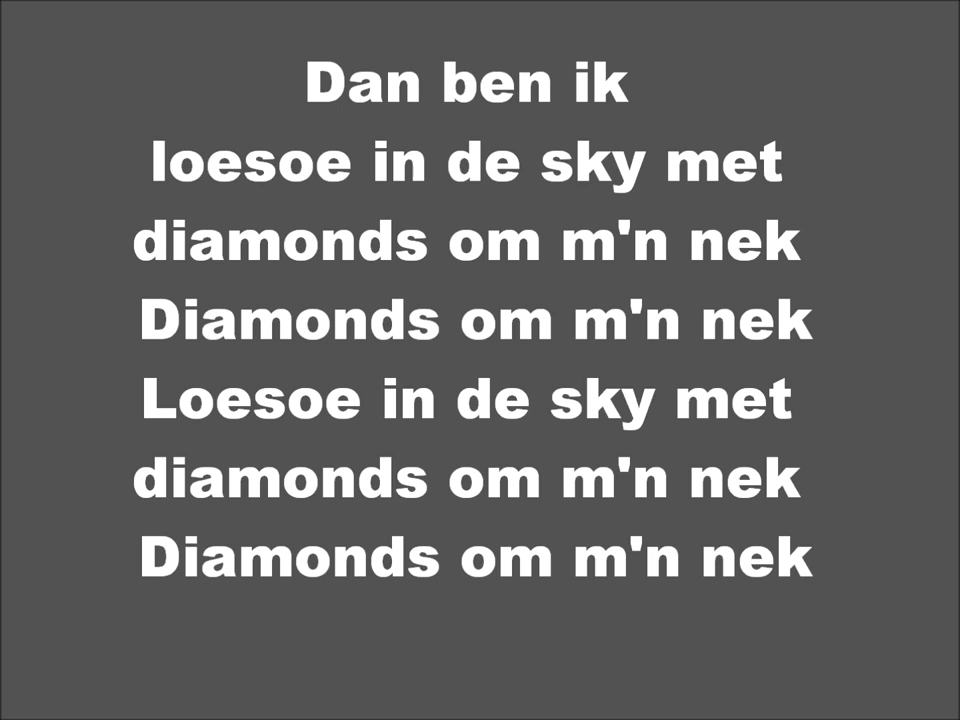 Dan ben ik
loesoe in de sky met
diamonds om m'n nek
Diamonds om m'n nek
Loesoe in de sky met
diamonds om m'n nek
Diamonds om m'n nek